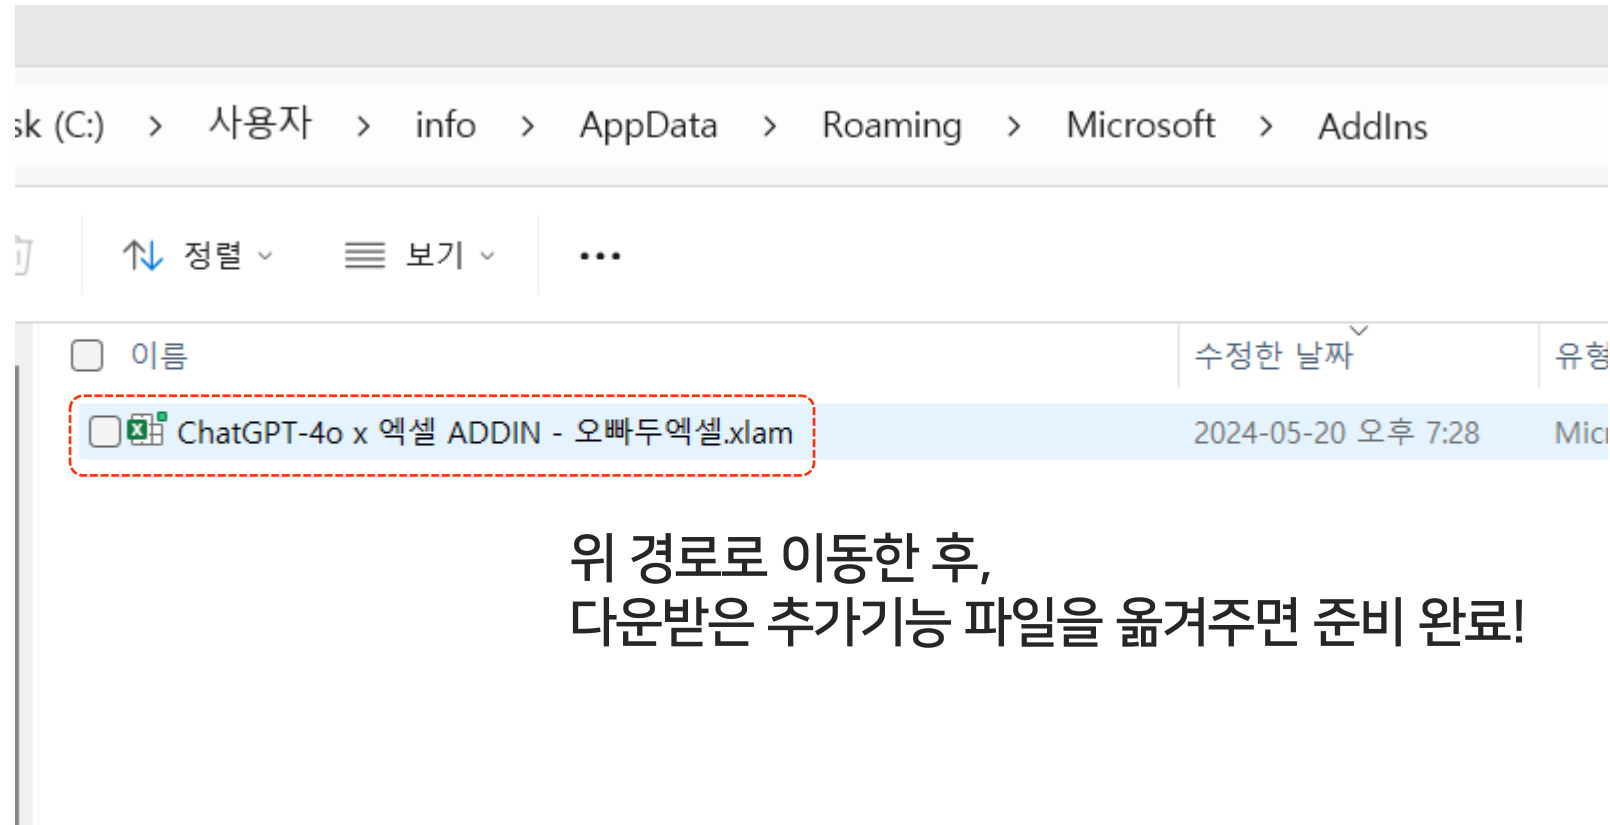 (C:) > 사용자 > info > AppData > Roaming > Microsoft > AddIns
정렬 보기 •••
이름 수정한 날짜
ChatGPT-4o x 엑셀 ADDIN - 오빠두엑셀.xlam 2024-05-20 오후 7:28
위 경로로 이동한 후,
다운받은 추가기능 파일을 옮겨주면 준비 완료!